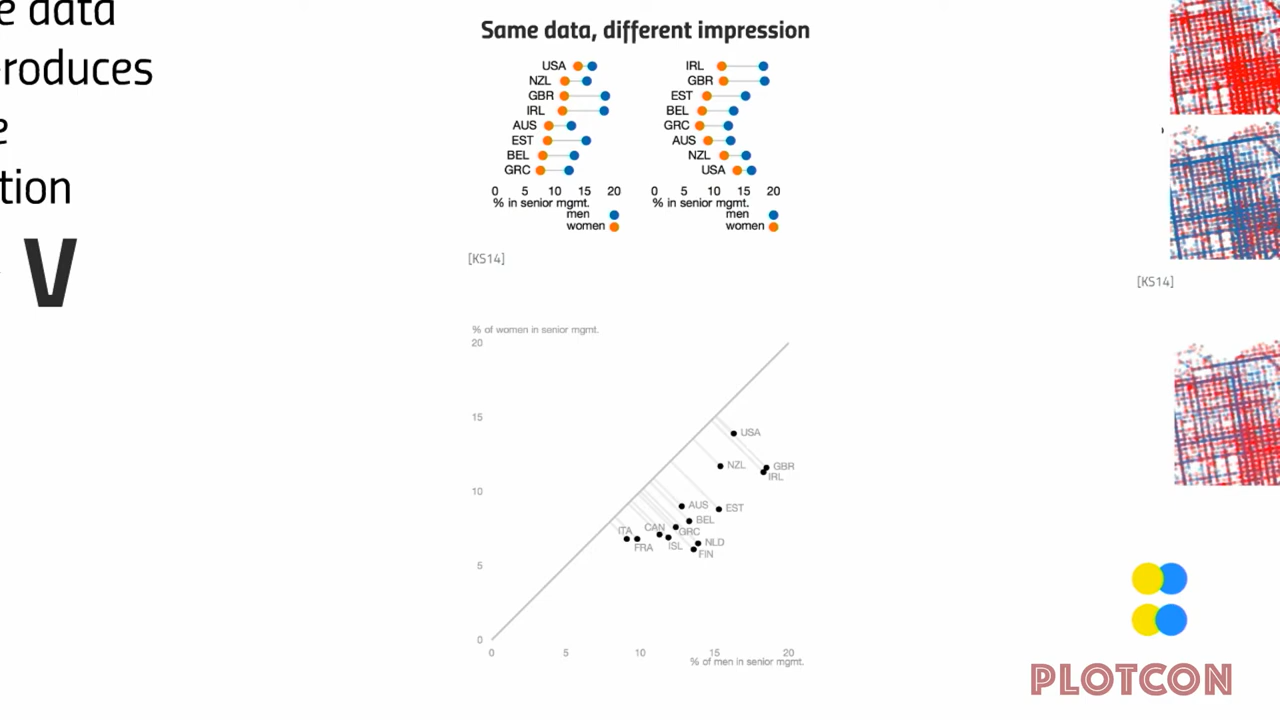 e data
roduces
e
tion
V
Same data, different impression
USA
NZL
GBR
IRL
AUS
EST
BEL
GRC
0 5 10 15 20
% in senior mgmt.
men
women
IRL
GBR
EST
BEL
GRC
AUS
NZL
USA
0 5 10 15 20
% in senior mgmt.
men
women
[KS14]
[KS14]
% of women in senior mgmt.
20
15
10
5
0
USA
NZL
GBR
IRL
AUS
EST
BEL
ITA
CAN
GRC
FRA
ISL
NLD
FIN
0 5 10 15 20
% of men in senior mgmt.
PLOTCON